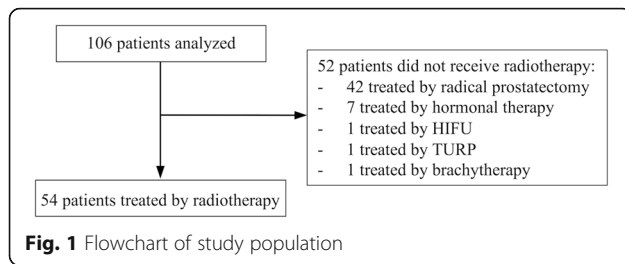 106 patients analyzed
52 patients did not receive radiotherapy:
- 42 treated by radical prostatectomy
- 7 treated by hormonal therapy
- 1 treated by HIFU
- 1 treated by TURP
- 1 treated by brachytherapy
54 patients treated by radiotherapy
Fig. 1 Flowchart of study population